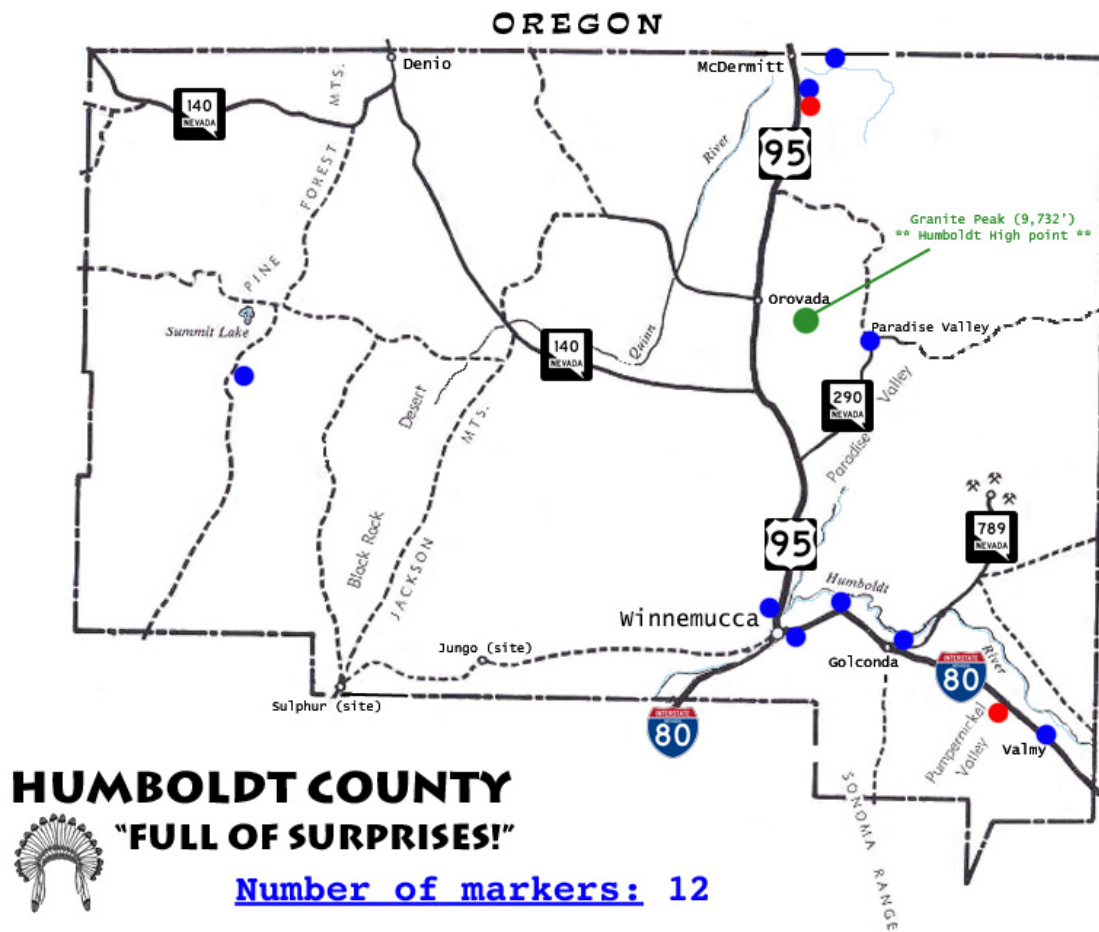 OREGON
Denio
McDermitt
140
NEVADA
MTS.
FOREST
PINE
95
River
Granite Peak (9,732')
** Humboldt High point **
Orovada
Summit Lake
Quinn
140
NEVADA
Paradise Valley
290
NEVADA
Valley
Paradise
Desert
Black Rock
MTS.
JACKSON
95
789
NEVADA
Humboldt
River
Winnemucca
Jungo (site)
Golconda
Sulphur (site)
INTERSTATE
80
INTERSTATE
80
Pumpernickel
Valley
Valmy
SONOMA RANGE
HUMBOLDT COUNTY
"FULL OF SURPRISES!"
Number of markers: 12